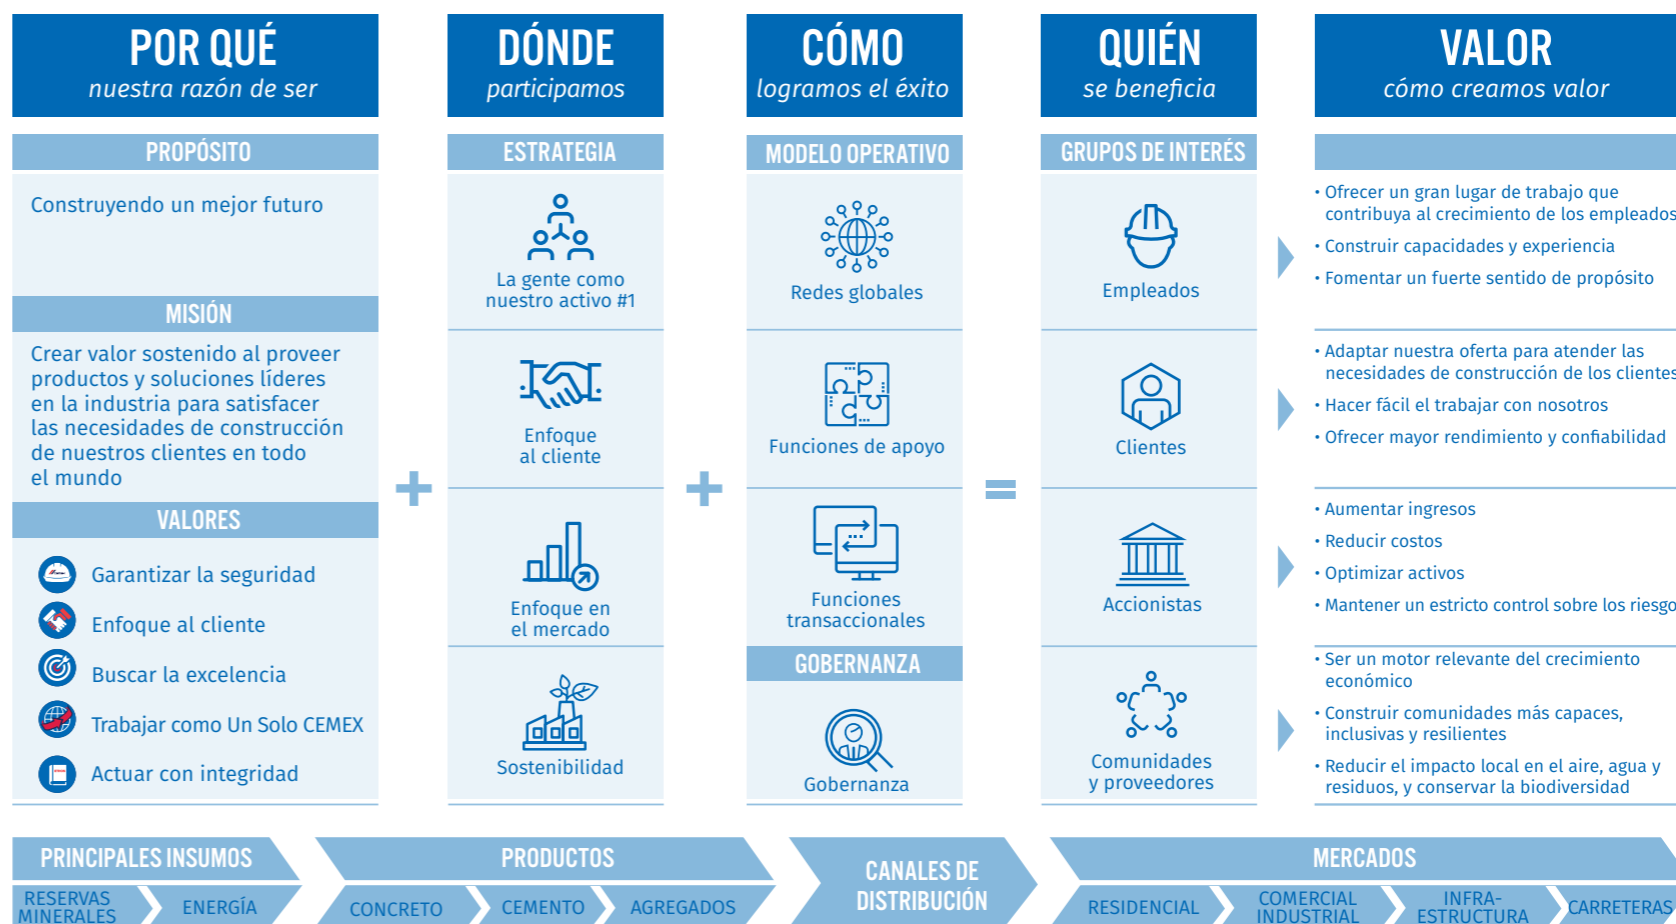 POR QUÉ
nuestra razón de ser
PROPÓSITO
Construyendo un mejor futuro
MISIÓN
Crear valor sostenido al proveer
productos y soluciones líderes
en la industria para satisfacer
las necesidades de construcción
de nuestros clientes en todo
el mundo
VALORES
Garantizar la seguridad
Enfoque al cliente
Buscar la excelencia
Trabajar como Un Solo CEMEX
Actuar con integridad
+
DÓNDE
participamos
ESTRATEGIA
La gente como
nuestro activo #1
Enfoque
al cliente
Enfoque en
el mercado
Sostenibilidad
+
CÓMO
logramos el éxito
MODELO OPERATIVO
Redes globales
Funciones de apoyo
Funciones
transaccionales
GOBERNANZA
Gobernanza
=
QUIÉN
se beneficia
GRUPOS DE INTERÉS
Empleados
Clientes
Accionistas
Comunidades
y proveedores
VALOR
cómo creamos valor
• Ofrecer un gran lugar de trabajo que
contribuya al crecimiento de los empleados
• Construir capacidades y experiencia
• Fomentar un fuerte sentido de propósito
• Adaptar nuestra oferta para atender las
necesidades de construcción de los clientes
• Hacer fácil el trabajar con nosotros
• Ofrecer mayor rendimiento y confiabilidad
• Aumentar ingresos
• Reducir costos
• Optimizar activos
• Mantener un estricto control sobre los riesgo
• Ser un motor relevante del crecimiento
económico
• Construir comunidades más capaces,
inclusivas y resilientes
• Reducir el impacto local en el aire, agua y
residuos, y conservar la biodiversidad
PRINCIPALES INSUMOS
RESERVAS
MINERALES
ENERGÍA
PRODUCTOS
CONCRETO
CEMENTO
AGREGADOS
CANALES DE
DISTRIBUCIÓN
MERCADOS
RESIDENCIAL
COMERCIAL
INDUSTRIAL
INFRA-
ESTRUCTURA
CARRETERAS